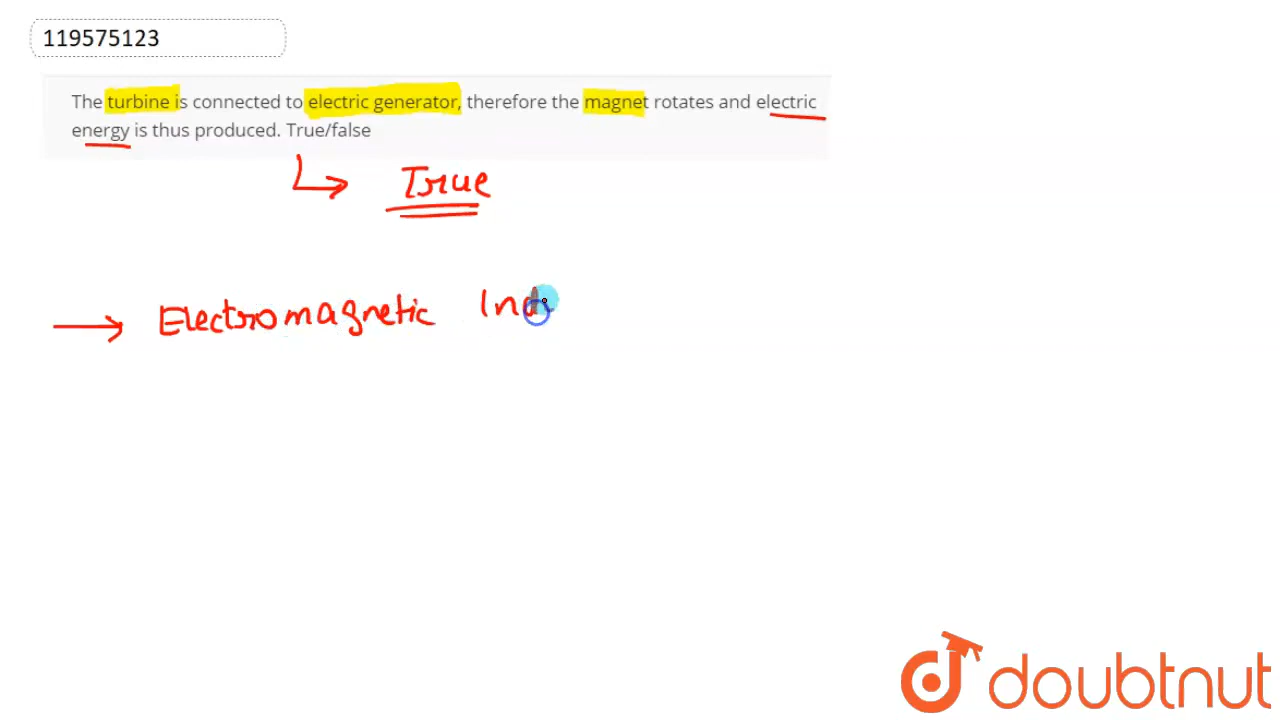 119575123
The turbine is connected to electric generator, therefore the magnet rotates and electric
energy is thus produced. True/false
True
Electromagnetic Ind
doubtnut